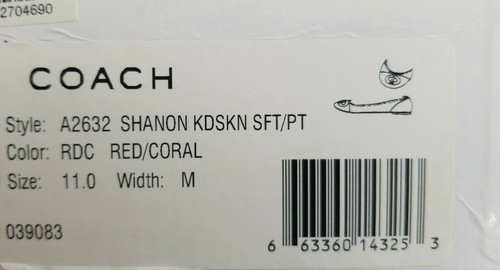 2704690
COACH
Style: A2632 SHANON KDSKN SFT/PT
Color: RDC RED/CORAL
Size: 11.0 Width: M
039083
6 63360 14325 3